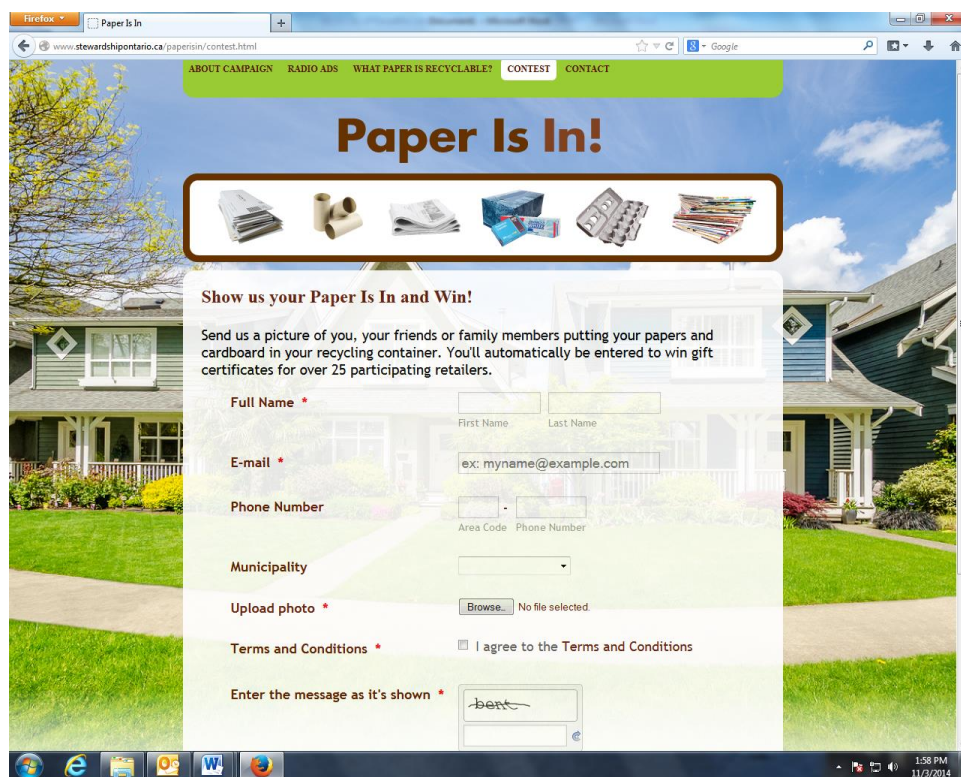 Firefox
Paper Is In
www.stewardshipontario.ca/paperisin/contest.html
Google
ABOUT CAMPAIGN RADIO ADS WHAT PAPER IS RECYCLABLE? CONTEST CONTACT
Paper Is In!
Show us your Paper Is In and Win!
Send us a picture of you, your friends or family members putting your papers and
cardboard in your recycling container. You'll automatically be entered to win gift
certificates for over 25 participating retailers.
Full Name *
First Name Last Name
E-mail * ex: myname@example.com
Phone Number -
Area Code Phone Number
Municipality
Upload photo * Browse.. No file selected.
Terms and Conditions * I agree to the Terms and Conditions
Enter the message as it's shown *
bent
1:58 PM
11/3/2014